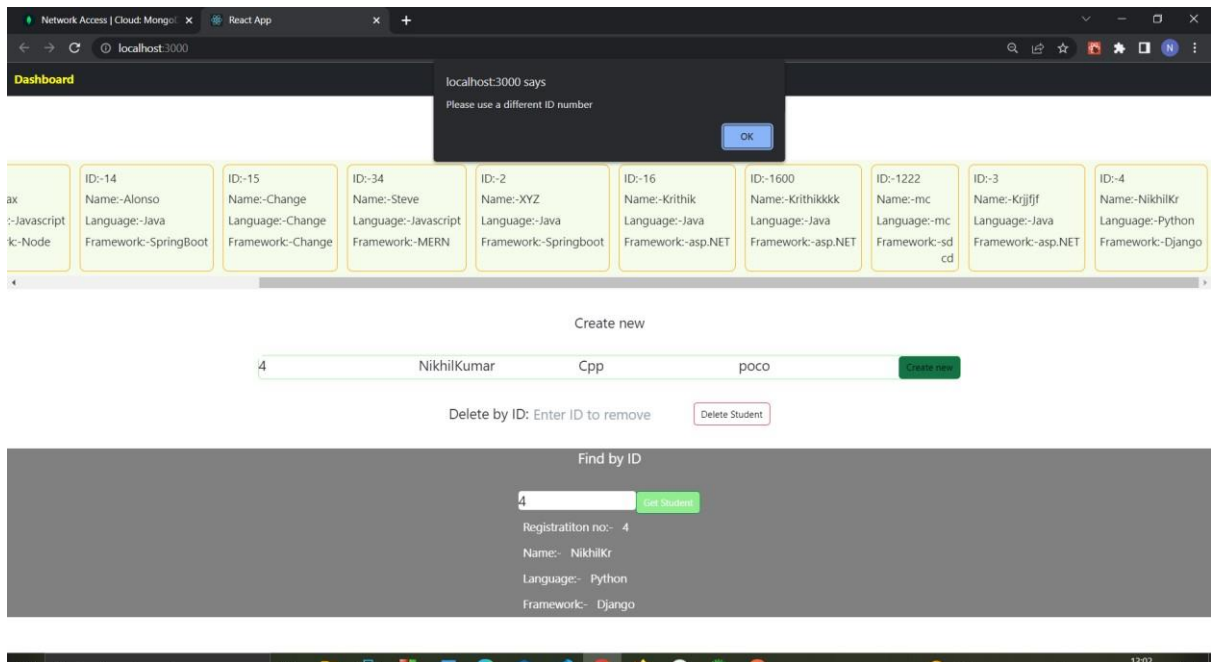 Network Access | Cloud: Mongo
React App
localhost:3000
N
Dashboard
localhost:3000 says
Please use a different ID number
OK
ax
:-Javascript
k:-Node
ID:-14
Name:-Alonso
Language:-Java
Framework:-SpringBoot
ID:-15
Name:-Change
Language:-Change
Framework:-Change
ID:-34
Name:-Steve
Language:-Javascript
Framework:-MERN
ID:-2
Name:-XYZ
Language:-Java
Framework:-Springboot
ID:-16
Name:-Krithik
Language:-Java
Framework:-asp.NET
ID:-1600
Name:-Krithikkkk
Language:-Java
Framework:-asp.NET
ID:-1222
Name:-mc
Language:-mc
Framework:-sd
cd
ID:-3
Name:-Krjjfjf
Language:-Java
Framework:-asp.NET
ID:-4
Name:-NikhilKr
Language:-Python
Framework:-Django
Create new
4 NikhilKumar Cpp poco Create new
Delete by ID: Enter ID to remove Delete Student
Find by ID
4 Get Student
Registratiton no:- 4
Name:- NikhilKr
Language:- Python
Framework:- Django
13:02